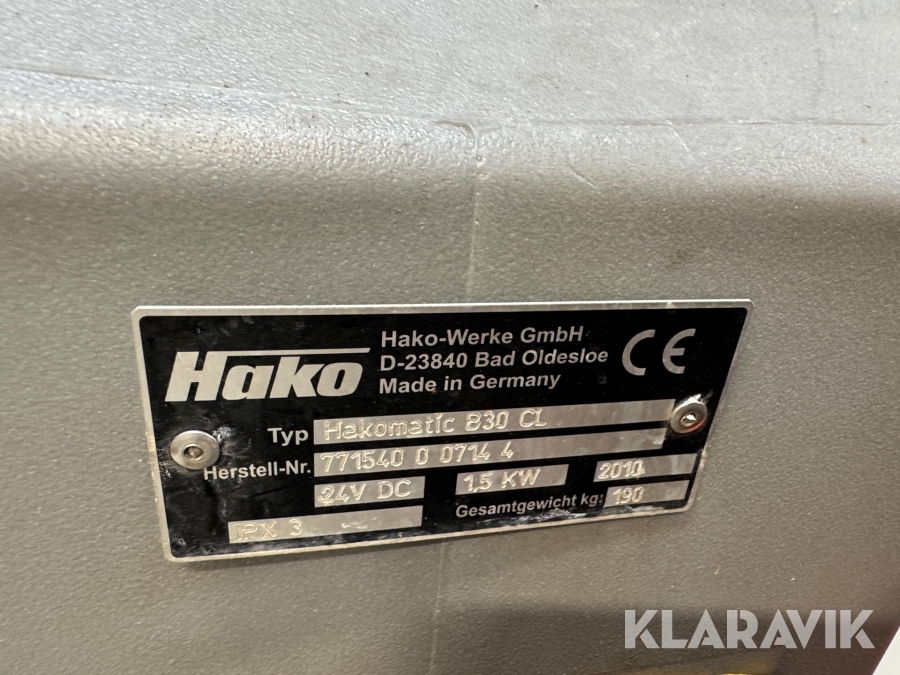 Hako
Hako-Werke GmbH
D-23840 Bad Oldesloe
Made in Germany
CE
Typ Hakomatic B30 CL
Herstell-Nr. 771540 0 0714 4
24V DC 1,5 KW 2010
Gesamtgewicht kg: 190
IPX 3
KLARAVIK